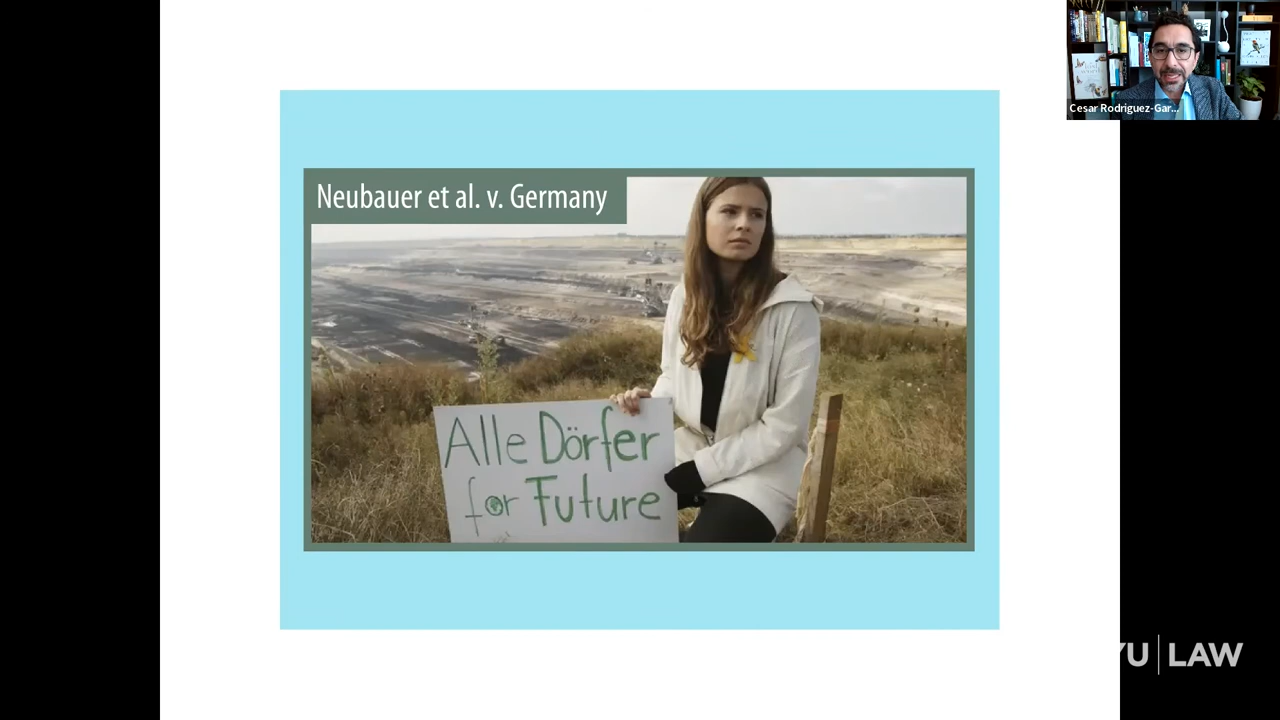 Neubauer et al. v. Germany
Alle Dörfer
for Future
Cesar Rodriguez-Gar...
YU | LAW